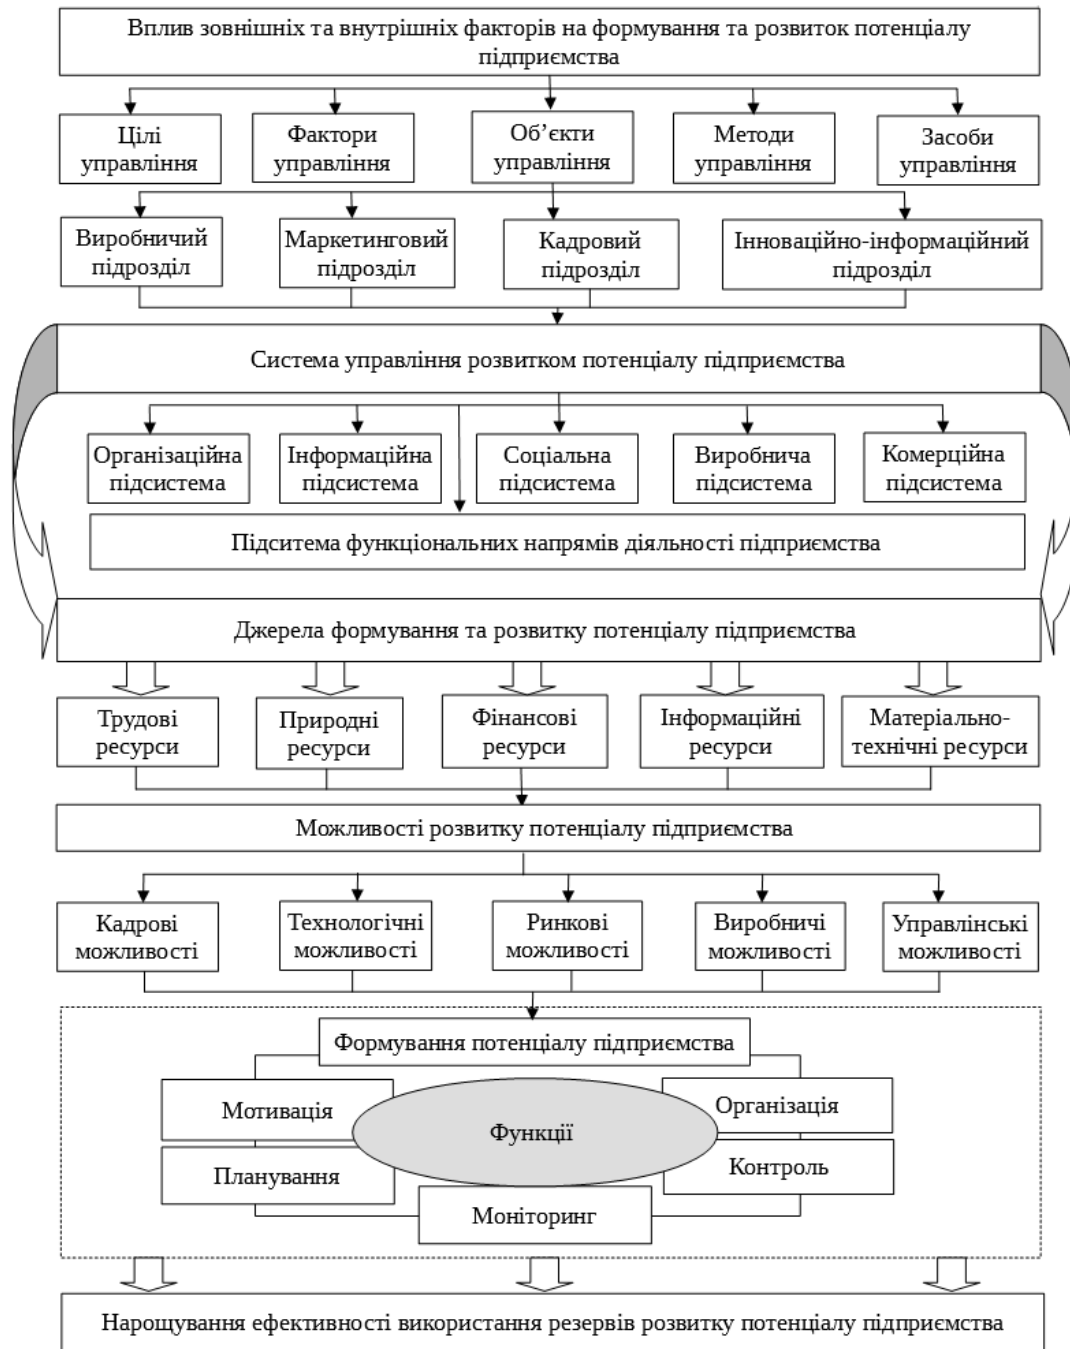 Вплив зовнішніх та внутрішніх факторів на формування та розвиток потенціалу
підприємства
Цілі
управління
Фактори
управління
Об’єкти
управління
Методи
управління
Засоби
управління
Виробничий
підрозділ
Маркетинговий
підрозділ
Кадровий
підрозділ
Інноваційно-інформаційний
підрозділ
Система управління розвитком потенціалу підприємства
Організаційна
підсистема
Інформаційна
підсистема
Соціальна
підсистема
Виробнича
підсистема
Комерційна
підсистема
Підситема функціональних напрямів діяльності підприємства
Джерела формування та розвитку потенціалу підприємства
Трудові
ресурси
Природні
ресурси
Фінансові
ресурси
Інформаційні
ресурси
Матеріально-
технічні ресурси
Можливості розвитку потенціалу підприємства
Кадрові
можливості
Технологічні
можливості
Ринкові
можливості
Виробничі
можливості
Управлінські
можливості
Формування потенціалу підприємства
Мотивація
Організація
Функції
Планування
Контроль
Моніторинг
Нарощування ефективності використання резервів розвитку потенціалу підприємства